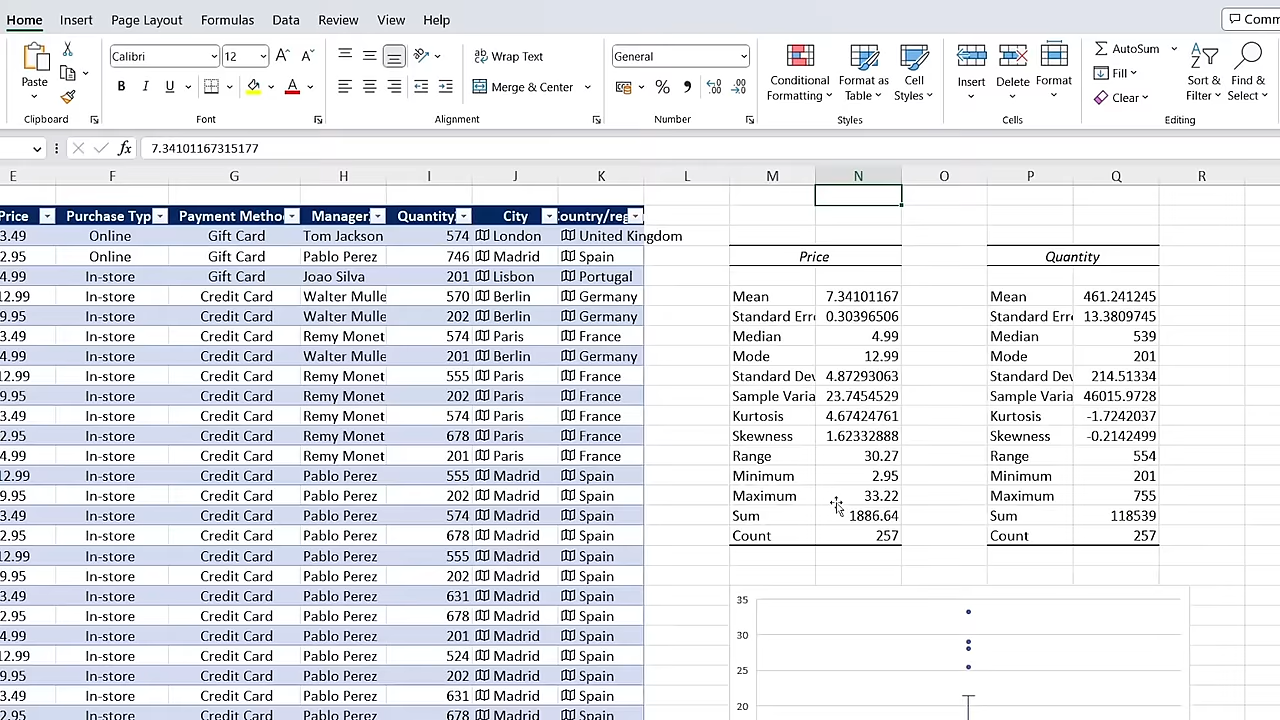 Home Insert Page Layout Formulas Data Review View Help Comm
Calibri 12 A A Wrap Text General AutoSum
Paste B I U A Merge & Center % Conditional Formatting Format as Table Cell Styles Insert Delete Format Fill Clear Sort & Filter Find & Select
Clipboard Font Alignment Number Styles Cells Editing
fx 7.34101167315177
E F G H I J K L M N O P Q R
Price Purchase Typ Payment Metho Manager Quantity City ountry/reg
3.49 Online Gift Card Tom Jackson 574 London United Kingdom
2.95 Online Gift Card Pablo Perez 746 Madrid Spain Price Quantity
4.99 In-store Gift Card Joao Silva 201 Lisbon Portugal
12.99 In-store Credit Card Walter Mulle 570 Berlin Germany Mean 7.34101167 Mean 461.241245
9.95 In-store Credit Card Walter Mulle 202 Berlin Germany Standard Erro 0.30396506 Standard Erro 13.3809745
3.49 In-store Credit Card Remy Monet 574 Paris France Median 4.99 Median 539
4.99 In-store Credit Card Walter Mulle 201 Berlin Germany Mode 12.99 Mode 201
12.99 In-store Credit Card Remy Monet 555 Paris France Standard Dev 4.87293063 Standard Dev 214.51334
9.95 In-store Credit Card Remy Monet 202 Paris France Sample Varia 23.7454529 Sample Varia 46015.9728
3.49 In-store Credit Card Remy Monet 574 Paris France Kurtosis 4.67424761 Kurtosis -1.7242037
2.95 In-store Credit Card Remy Monet 678 Paris France Skewness 1.62332888 Skewness -0.2142499
4.99 In-store Credit Card Remy Monet 201 Paris France Range 30.27 Range 554
12.99 In-store Credit Card Pablo Perez 555 Madrid Spain Minimum 2.95 Minimum 201
9.95 In-store Credit Card Pablo Perez 202 Madrid Spain Maximum 33.22 Maximum 755
3.49 In-store Credit Card Pablo Perez 574 Madrid Spain Sum 1886.64 Sum 118539
2.95 In-store Credit Card Pablo Perez 678 Madrid Spain Count 257 Count 257
12.99 In-store Credit Card Pablo Perez 555 Madrid Spain
9.95 In-store Credit Card Pablo Perez 202 Madrid Spain
3.49 In-store Credit Card Pablo Perez 631 Madrid Spain 35
2.95 In-store Credit Card Pablo Perez 678 Madrid Spain
4.99 In-store Credit Card Pablo Perez 201 Madrid Spain 30
12.99 In-store Credit Card Pablo Perez 524 Madrid Spain
9.95 In-store Credit Card Pablo Perez 202 Madrid Spain 25
3.49 In-store Credit Card Pablo Perez 631 Madrid Spain
2.95 In-store Credit Card Pablo Perez 678 Madrid Spain 20